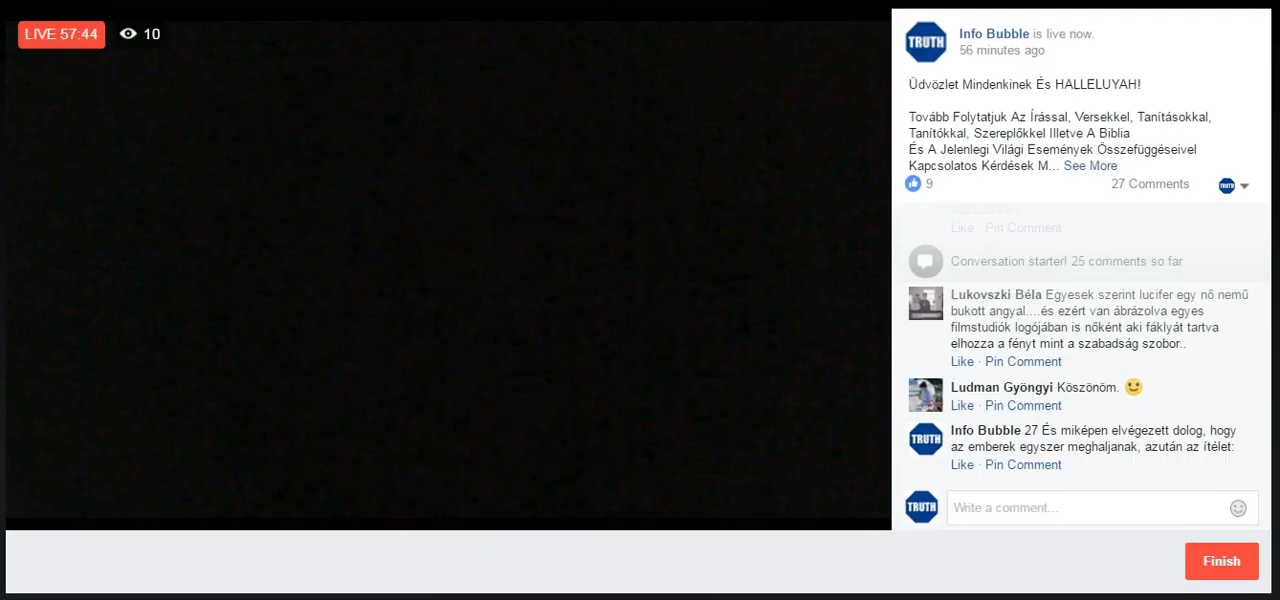 LIVE 57:44 10
TRUTH
Info Bubble is live now.
56 minutes ago
Üdvözlet Mindenkinek És HALLELUYAH!
Tovább Folytatjuk Az Írással, Versekkel, Tanításokkal,
Tanítókkal, Szereplőkkel Illetve A Biblia
És A Jelenlegi Világi Események Összefüggéseivel
Kapcsolatos Kérdések M... See More
9 27 Comments TRUTH
Like · Pin Comment
Conversation starter! 25 comments so far
Lukovszki Béla Egyesek szerint lucifer egy nő nemű
bukott angyal....és ezért van ábrázolva egyes
filmstudiók logójában is nőként aki fáklyát tartva
elhozza a fényt mint a szabadság szobor..
Like · Pin Comment
Ludman Gyöngyi Köszönöm. 🙂
Like · Pin Comment
TRUTH
Info Bubble 27 És miképen elvégezett dolog, hogy
az emberek egyszer meghaljanak, azután az ítélet:
Like · Pin Comment
TRUTH
Write a comment...
Finish